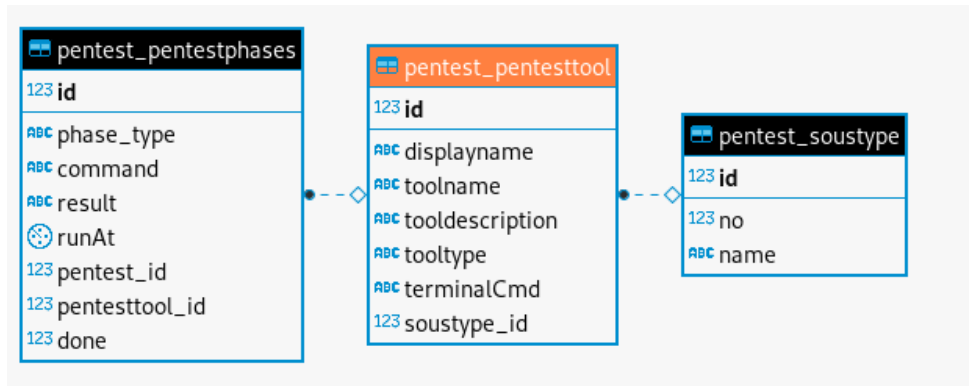 pentest_pentestphases
123 id
ABC phase_type
ABC command
ABC result
runAt
123 pentest_id
123 pentesttool_id
123 done
pentest_pentesttool
123 id
ABC displayname
ABC toolname
ABC tooldescription
ABC tooltype
ABC terminalCmd
123 soustype_id
pentest_soustype
123 id
123 no
ABC name